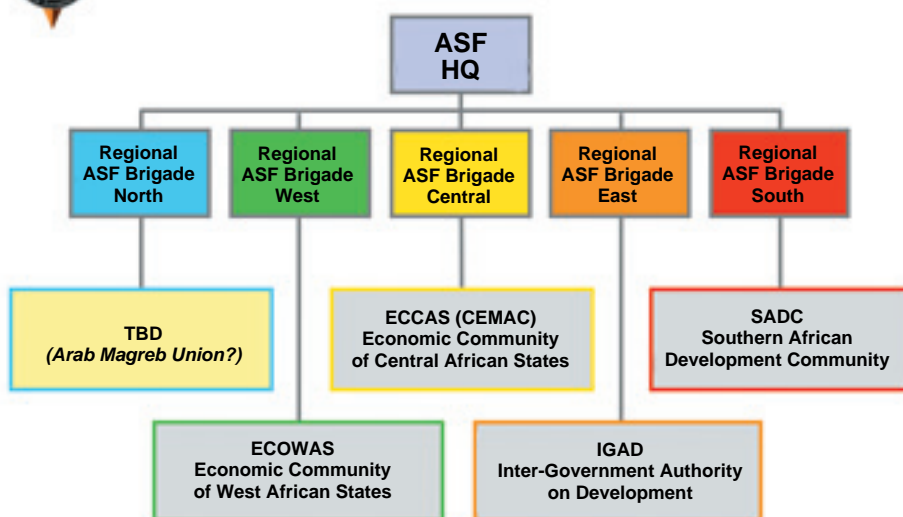 ASF
HQ
Regional
ASF Brigade
North
Regional
ASF Brigade
West
Regional
ASF Brigade
Central
Regional
ASF Brigade
East
Regional
ASF Brigade
South
TBD
(Arab Magreb Union?)
ECCAS (CEMAC)
Economic Community
of Central African States
SADC
Southern African
Development Community
ECOWAS
Economic Community
of West African States
IGAD
Inter-Government Authority
on Development